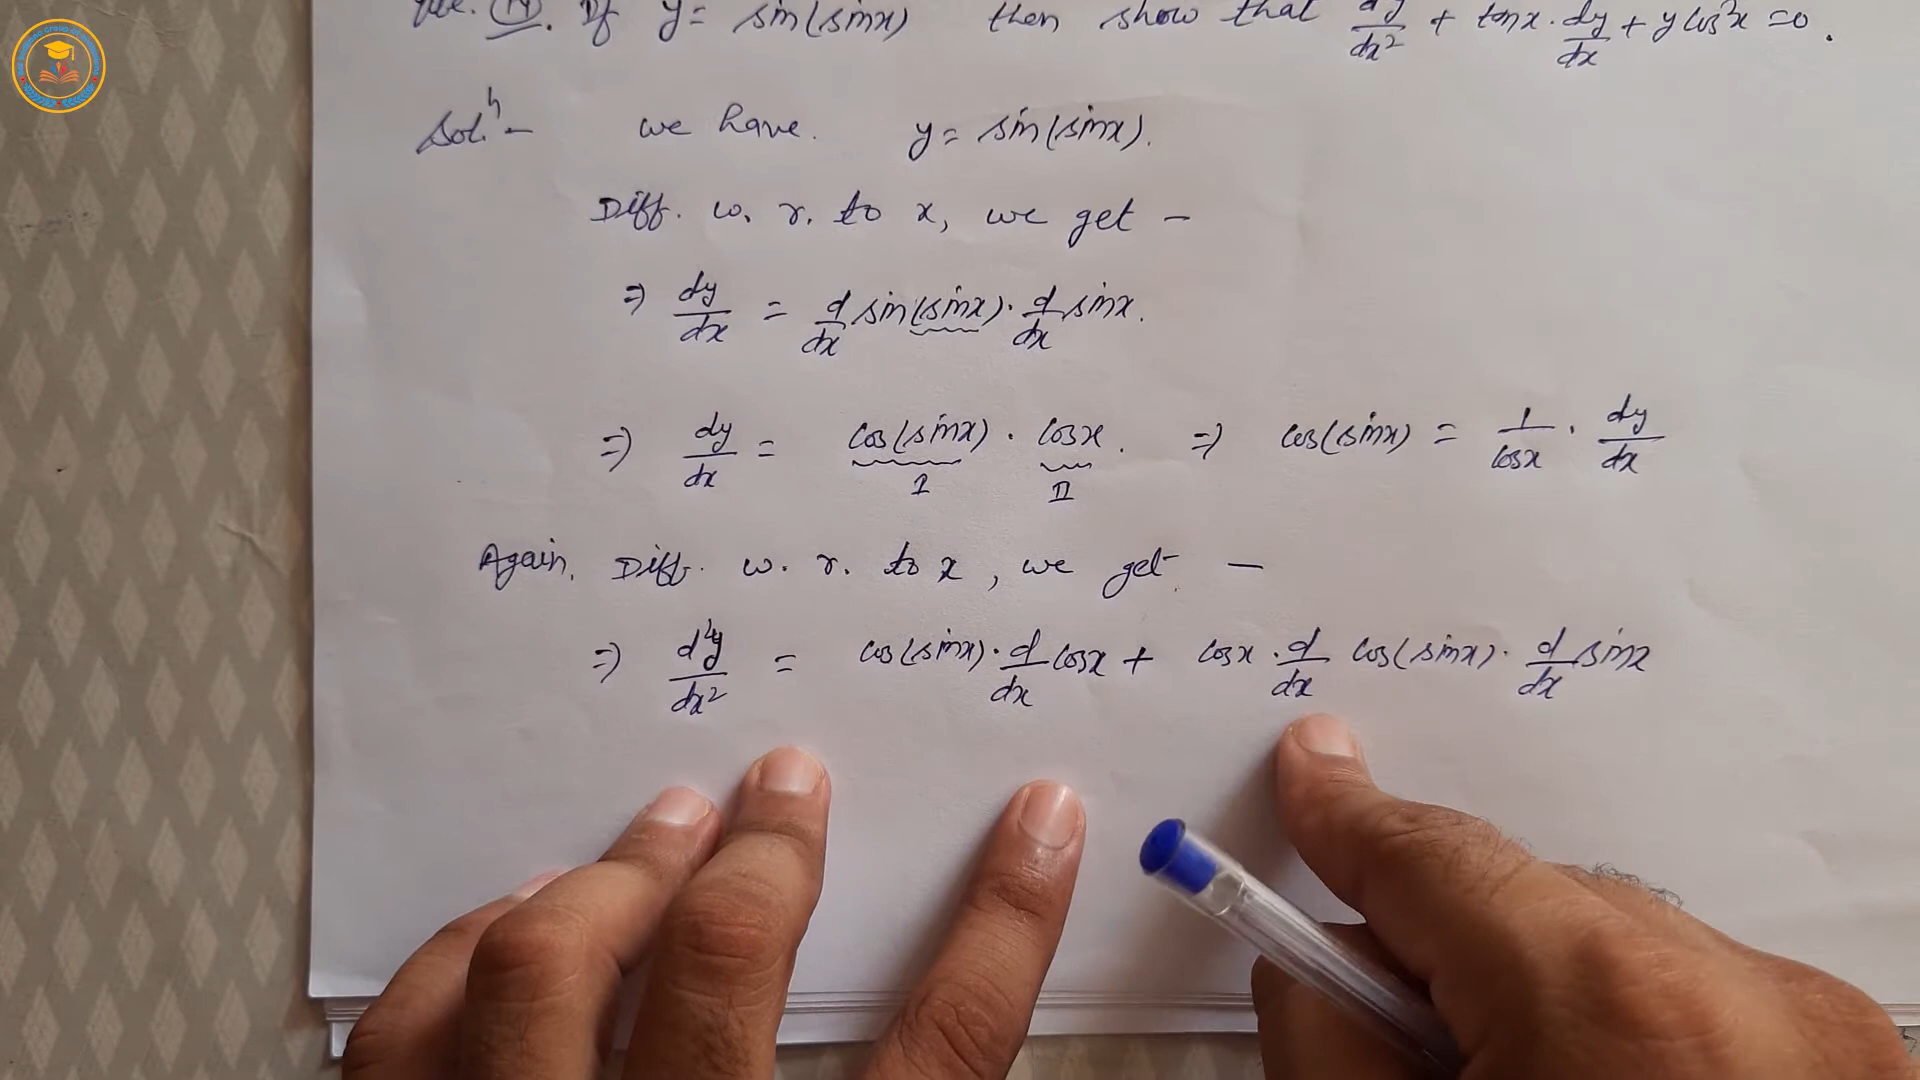 Que. (14). If y = sin(sinx) then show that d²y/dx² + tanx. dy/dx + y cos²x = 0.
Solⁿ - we have. y = sin(sinx).
Diff. w. r. to x, we get -
⇒ dy/dx = d/dx sin(sinx). d/dx sinx.
⇒ dy/dx = cos(sinx) . cosx. ⇒ cos(sinx) = 1/cosx . dy/dx
I II
Again. Diff. w. r. to x, we get -
⇒ d²y/dx² = cos(sinx). d/dx cosx + cosx . d/dx cos(sinx). d/dx sinx